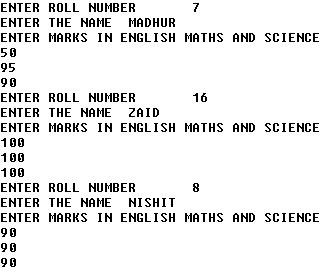 ENTER ROLL NUMBER 7
ENTER THE NAME MADHUR
ENTER MARKS IN ENGLISH MATHS AND SCIENCE
50
95
90
ENTER ROLL NUMBER 16
ENTER THE NAME ZAID
ENTER MARKS IN ENGLISH MATHS AND SCIENCE
100
100
100
ENTER ROLL NUMBER 8
ENTER THE NAME NISHIT
ENTER MARKS IN ENGLISH MATHS AND SCIENCE
90
90
90